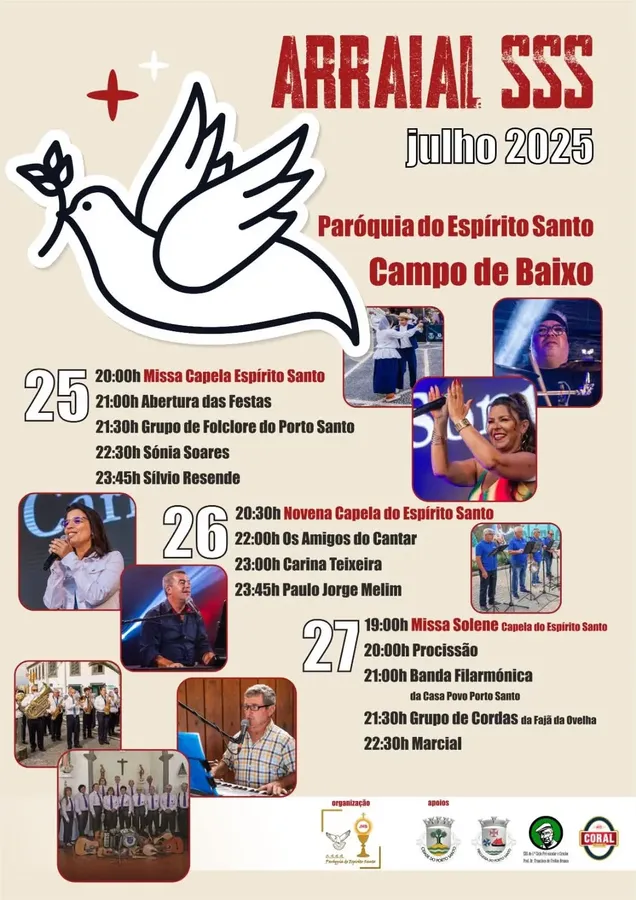 ARRAIAL SSS
julho 2025
Paróquia do Espírito Santo
Campo de Baixo
25
20:00h Missa Capela Espírito Santo
21:00h Abertura das Festas
21:30h Grupo de Folclore do Porto Santo
22:30h Sónia Soares
23:45h Sílvio Resende
26
20:30h Novena Capela do Espírito Santo
22:00h Os Amigos do Cantar
23:00h Carina Teixeira
23:45h Paulo Jorge Melim
27
19:00h Missa Solene Capela do Espírito Santo
20:00h Procissão
21:00h Banda Filarmónica
da Casa Povo Porto Santo
21:30h Grupo de Cordas da Fajã da Ovelha
22:30h Marcial
organização
apoios
Paróquia do Espírito Santo
CORAL